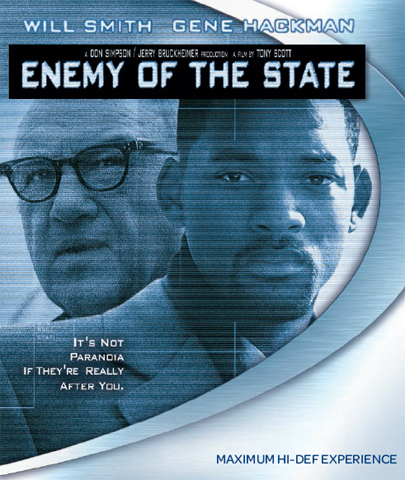 WILL SMITH GENE HACKMAN
A DON SIMPSON / JERRY BRUCKHEIMER PRODUCTION A FILM BY TONY SCOTT
ENEMY OF THE STATE
IT'S NOT
PARANOIA
IF THEY'RE REALLY
AFTER YOU.
MAXIMUM HI-DEF EXPERIENCE